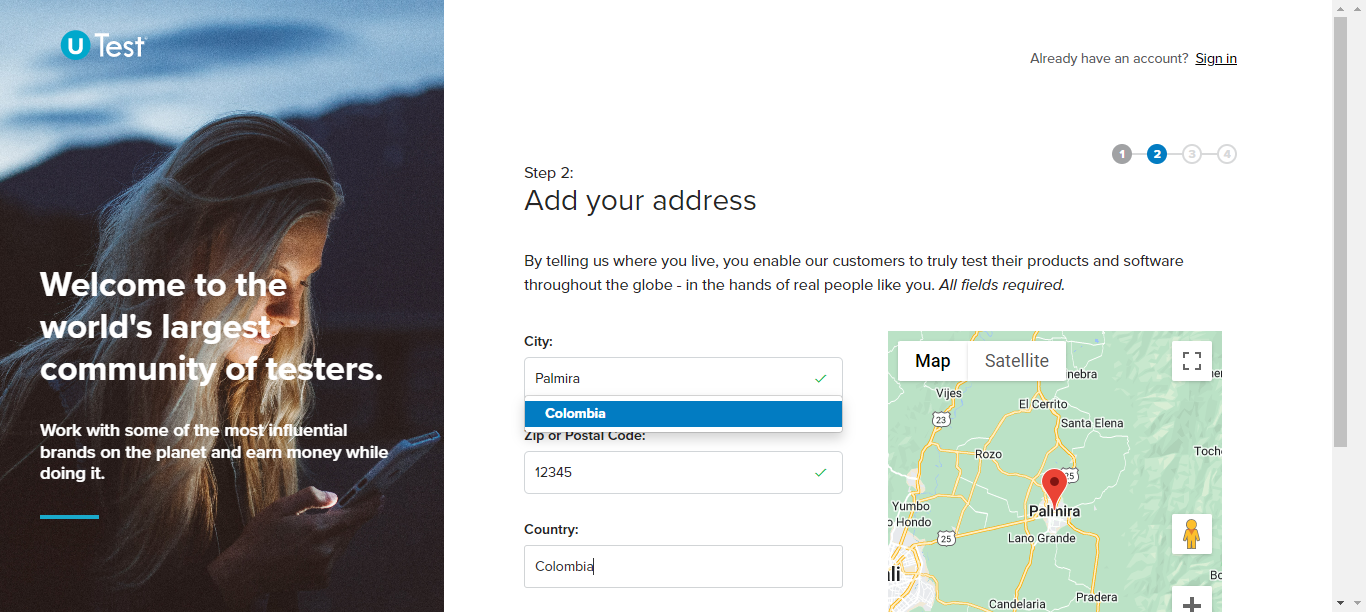 U Test
Already have an account? Sign in
1 2 3 4
Step 2:
Add your address
By telling us where you live, you enable our customers to truly test their products and software
throughout the globe - in the hands of real people like you. All fields required.
Welcome to the
world's largest
community of testers.
Work with some of the most influential
brands on the planet and earn money while
doing it.
City:
Palmira
Colombia
Zip or Postal Code:
12345
Country:
Colombia
Map Satellite
nebra
Vijes
El Cerrito
23
Santa Elena
Rozo
Toch
25
Yumbo
Palmira
o Hondo
25
Lano Grande
ali
Bo
Pradera
Candelaria